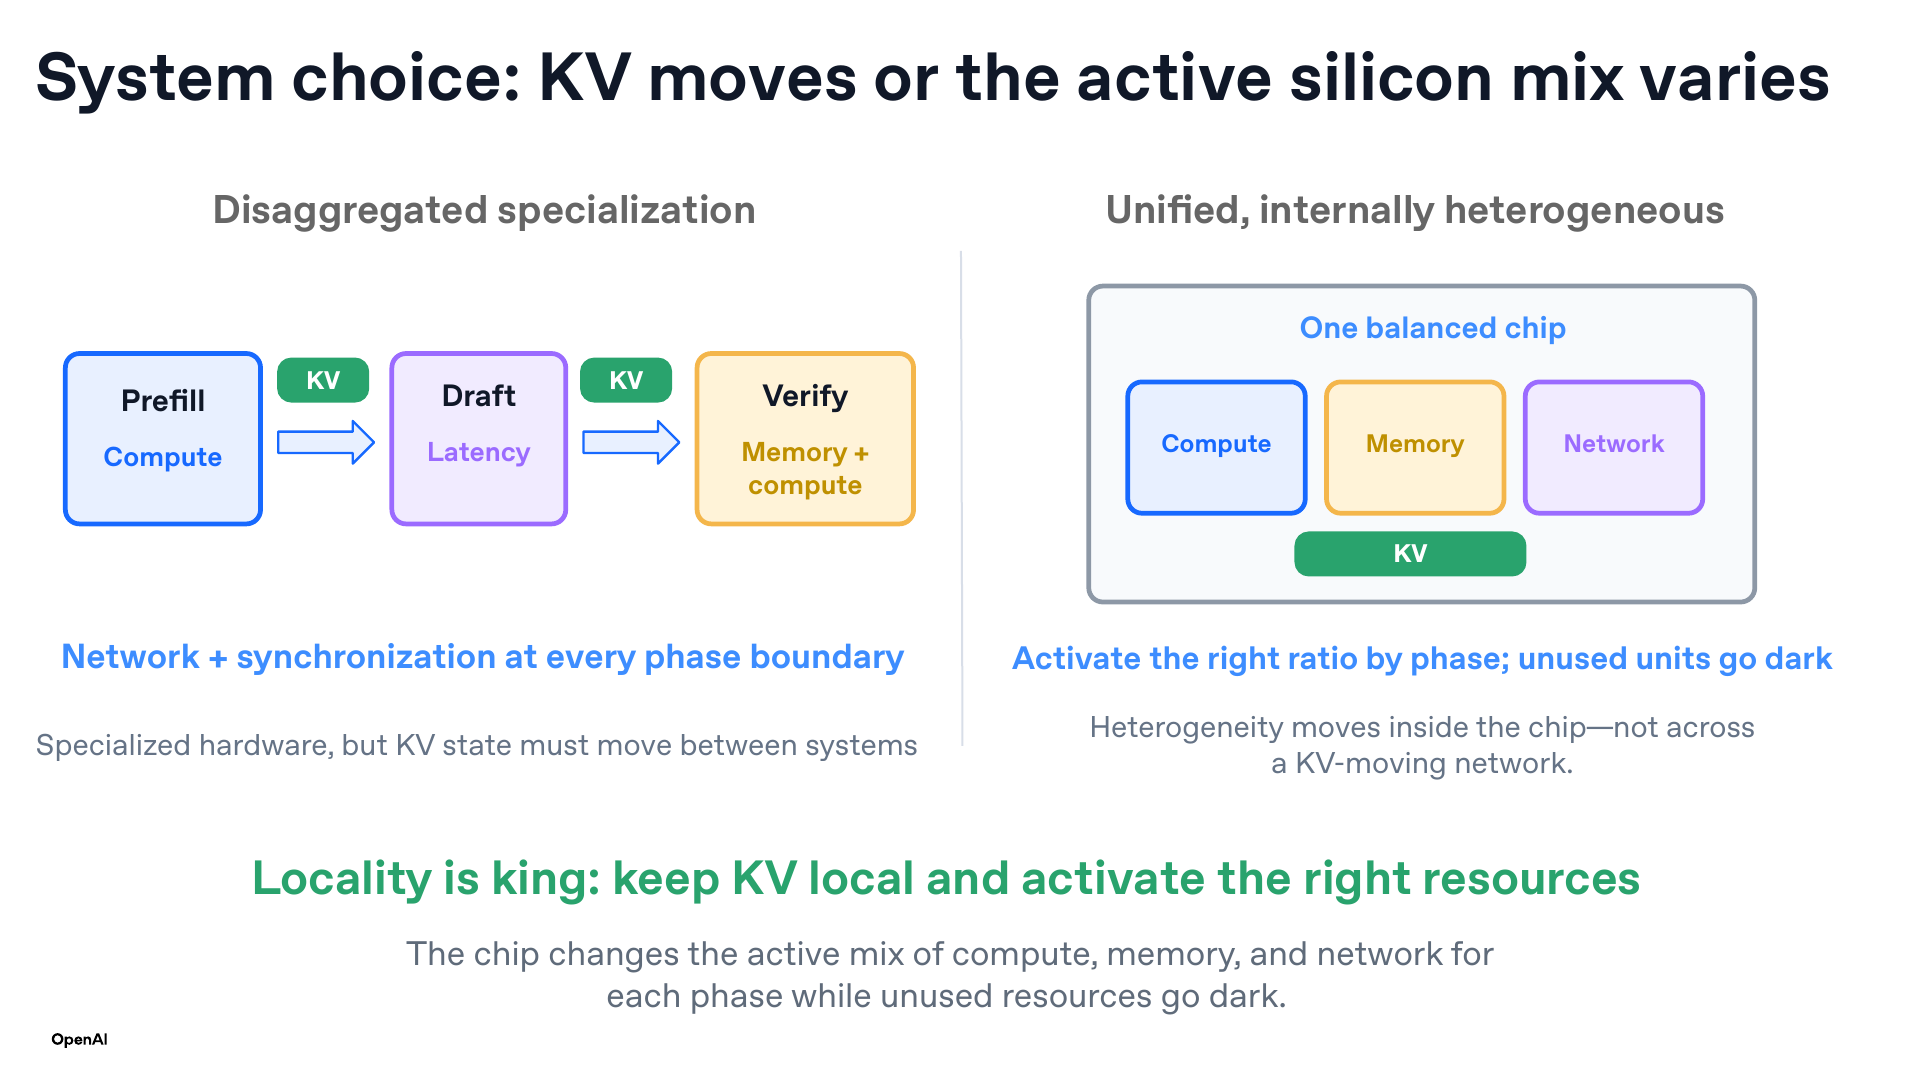 System choice: KV moves or the active silicon mix varies
Disaggregated specialization
Prefill
Compute
KV
Draft
Latency
KV
Verify
Memory +
compute
Network + synchronization at every phase boundary
Specialized hardware, but KV state must move between systems
Unified, internally heterogeneous
One balanced chip
Compute
Memory
Network
KV
Activate the right ratio by phase; unused units go dark
Heterogeneity moves inside the chip—not across
a KV-moving network.
Locality is king: keep KV local and activate the right resources
The chip changes the active mix of compute, memory, and network for
each phase while unused resources go dark.
OpenAI